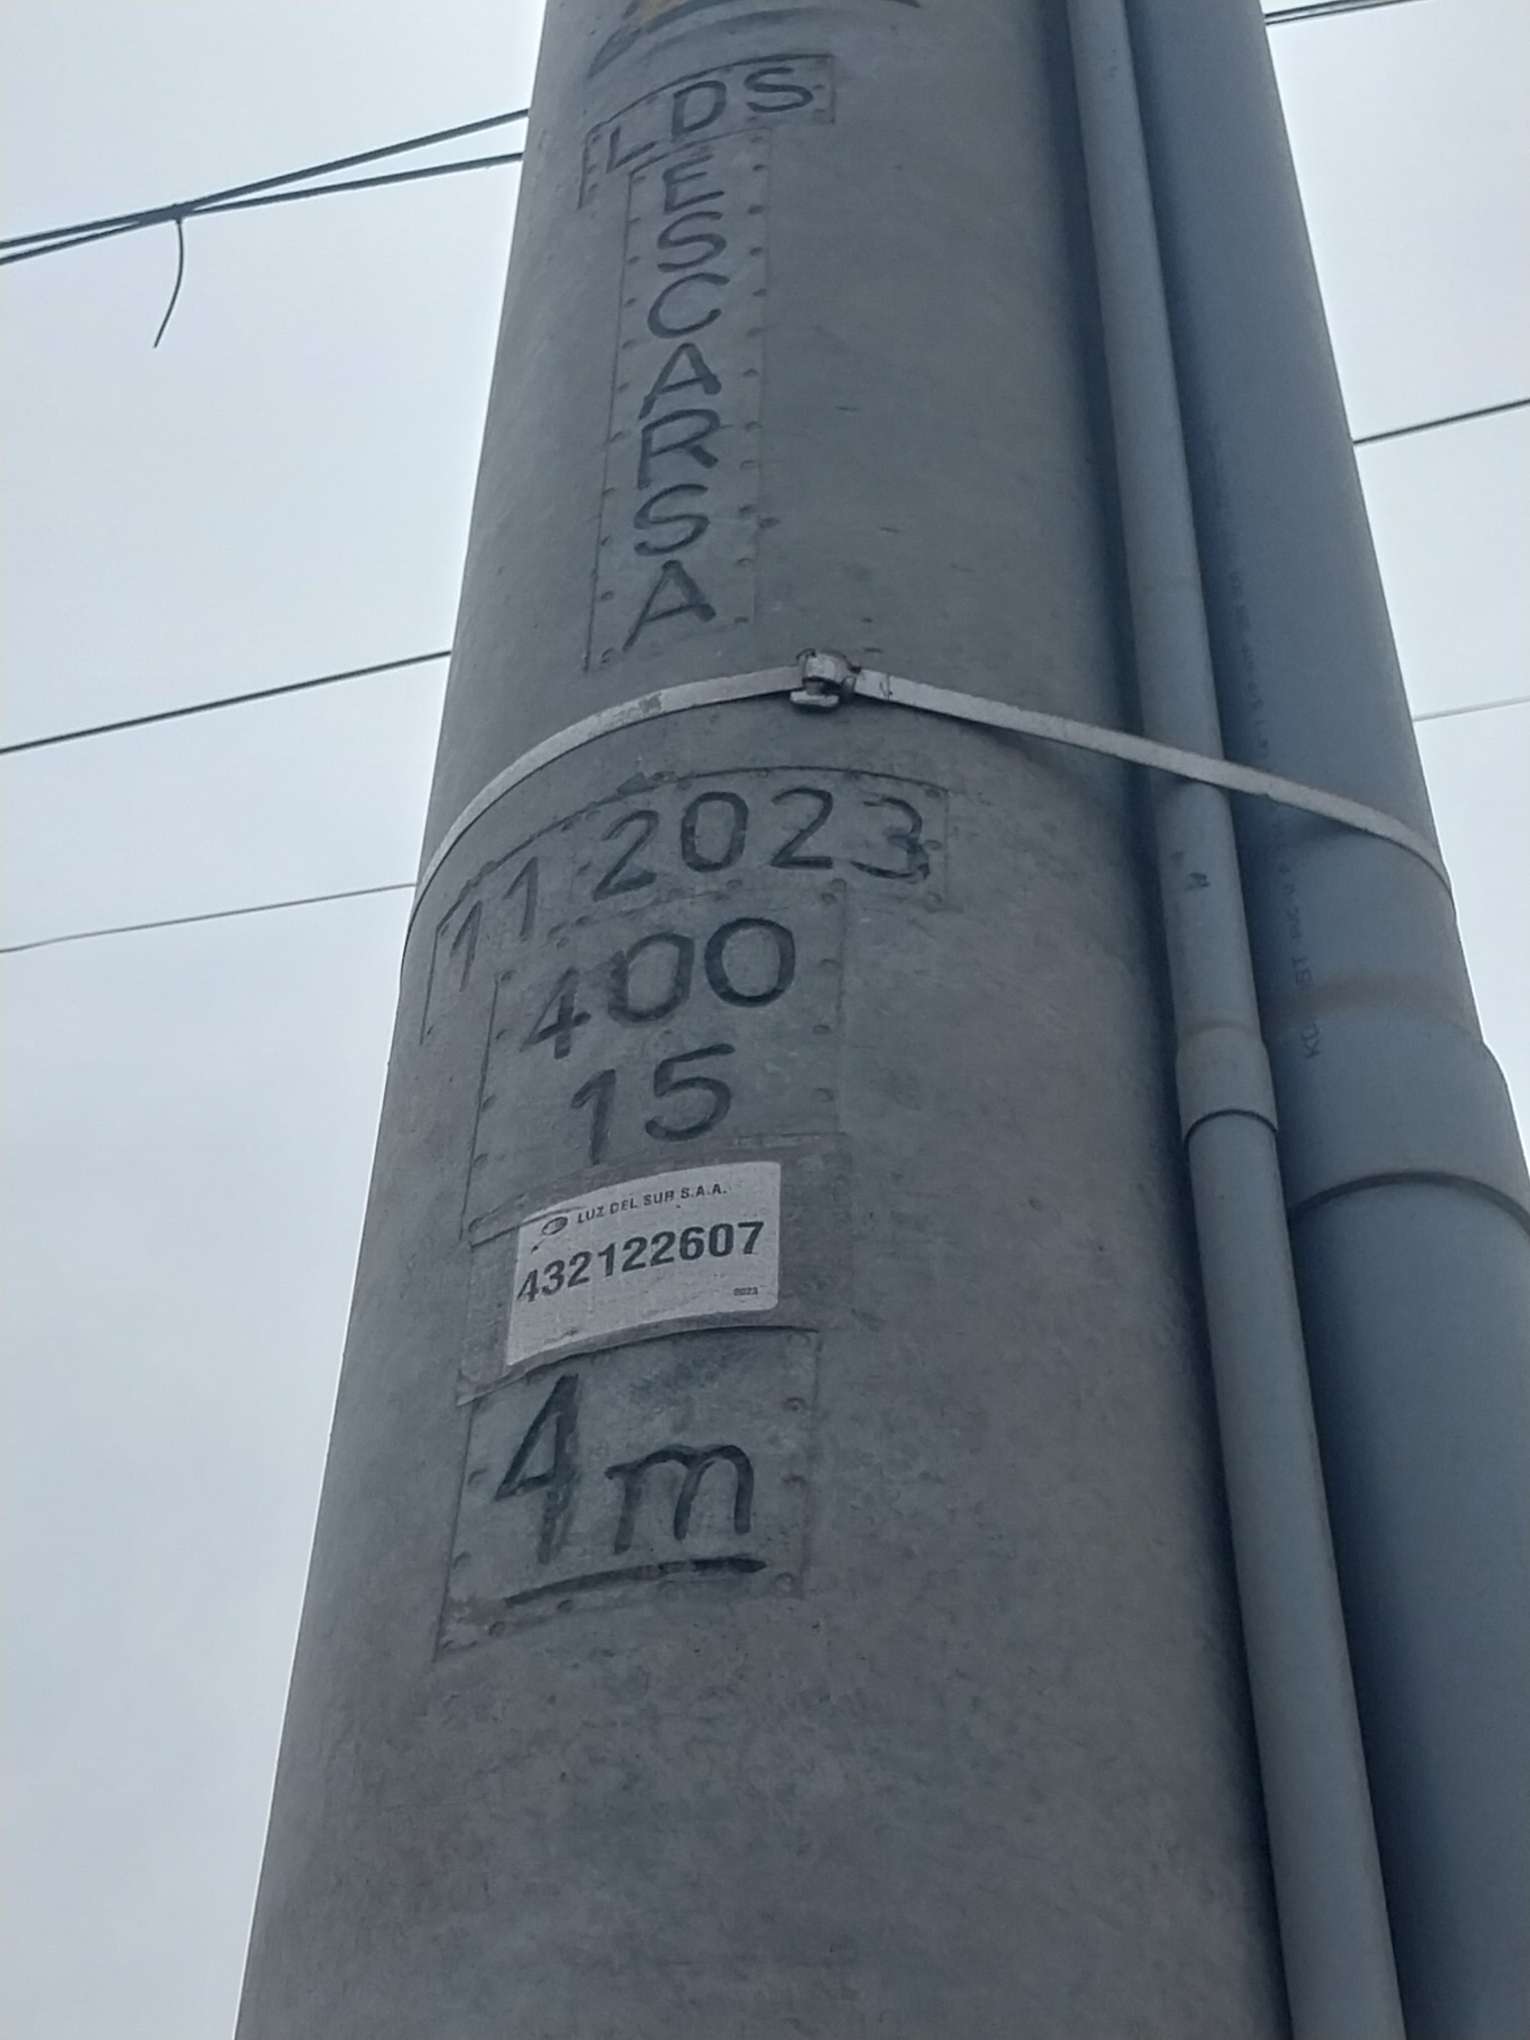 LDS
ESCARSA
11 2023
400
15
LUZ DEL SUR S.A.A.
432122607
2023
4m